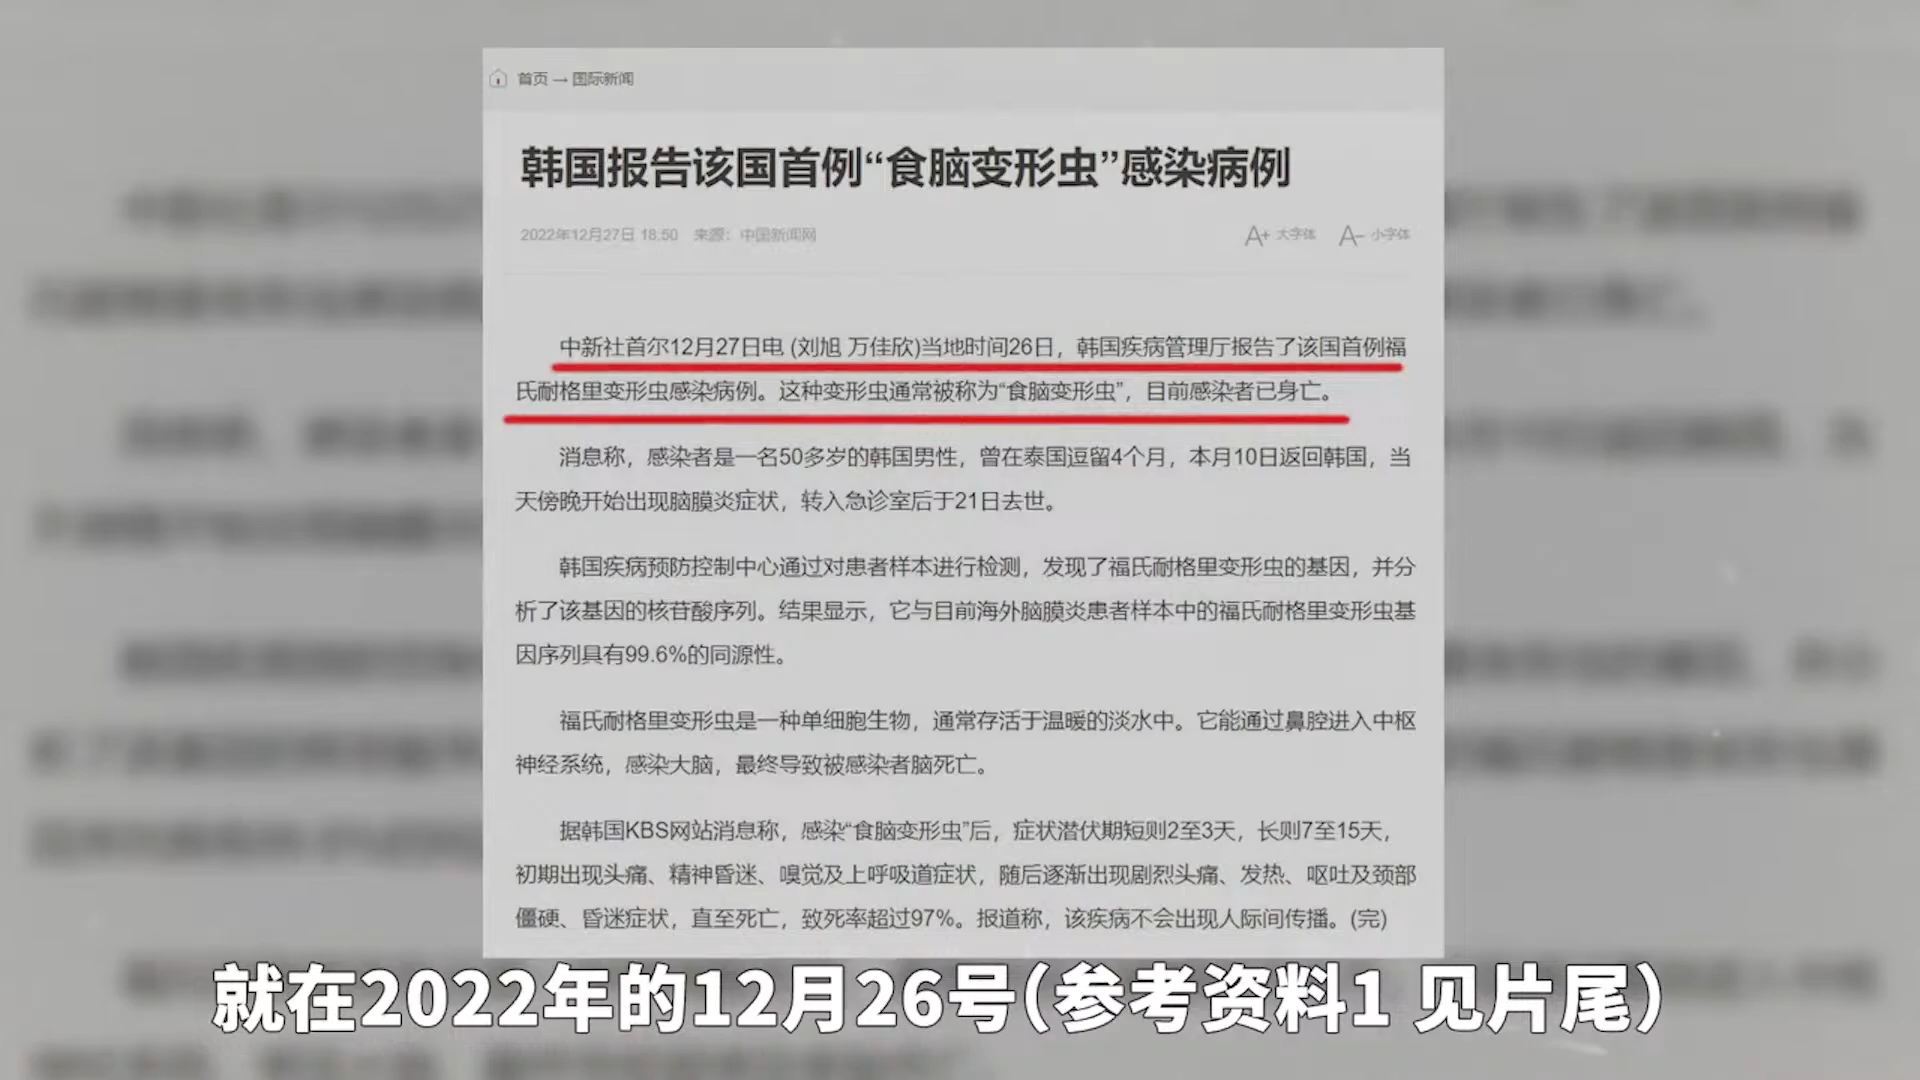 首页 → 国际新闻
韩国报告该国首例“食脑变形虫”感染病例
2022年12月27日 18:50 来源：中国新闻网
A+ 大字体 A- 小字体
中新社首尔12月27日电 (刘旭 万佳欣)当地时间26日，韩国疾病管理厅报告了该国首例福
氏耐格里变形虫感染病例。这种变形虫通常被称为“食脑变形虫”，目前感染者已身亡。
消息称，感染者是一名50多岁的韩国男性，曾在泰国逗留4个月，本月10日返回韩国，当
天傍晚开始出现脑膜炎症状，转入急诊室后于21日去世。
韩国疾病预防控制中心通过对患者样本进行检测，发现了福氏耐格里变形虫的基因，并分
析了该基因的核苷酸序列。结果显示，它与目前海外脑膜炎患者样本中的福氏耐格里变形虫基
因序列具有99.6%的同源性。
福氏耐格里变形虫是一种单细胞生物，通常存活于温暖的淡水中。它能通过鼻腔进入中枢
神经系统，感染大脑，最终导致被感染者脑死亡。
据韩国KBS网站消息称，感染“食脑变形虫”后，症状潜伏期短则2至3天，长则7至15天，
初期出现头痛、精神昏迷、嗅觉及上呼吸道症状，随后逐渐出现剧烈头痛、发热、呕吐及颈部
僵硬、昏迷症状，直至死亡，致死率超过97%。报道称，该疾病不会出现人际间传播。(完)
就在2022年的12月26号（参考资料1 见片尾）